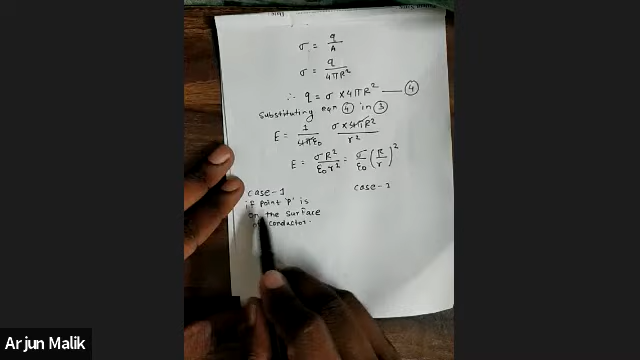 σ = q/A
σ = q/4πR²
∴ q = σ × 4πR² —— ④
Substituting eqn ④ in ③
E = 1/4πε₀ σ × 4πR²/r²
E = σR²/ε₀r² = σ/ε₀ (R/r)²
case-1 case-2
if point 'P' is
on the surface
conductor.
Arjun Malik